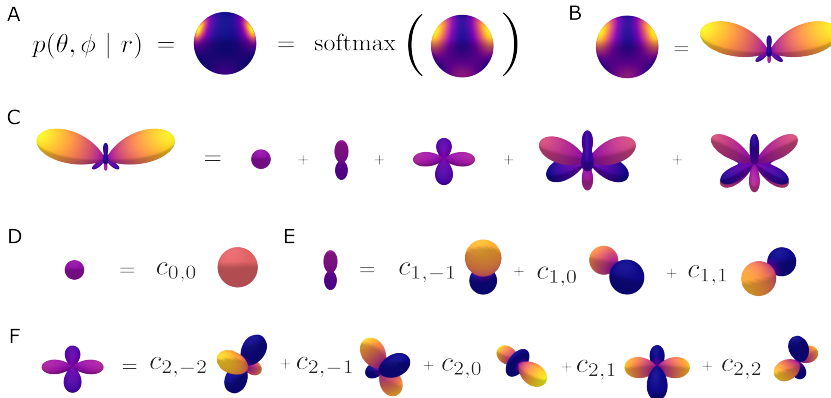 A
p(θ, ϕ | r) = = softmax ( )
B
=
C
= + + + +
D
= c0,0
E
= c1,−1 + c1,0 + c1,1
F
= c2,−2 + c2,−1 + c2,0 + c2,1 + c2,2